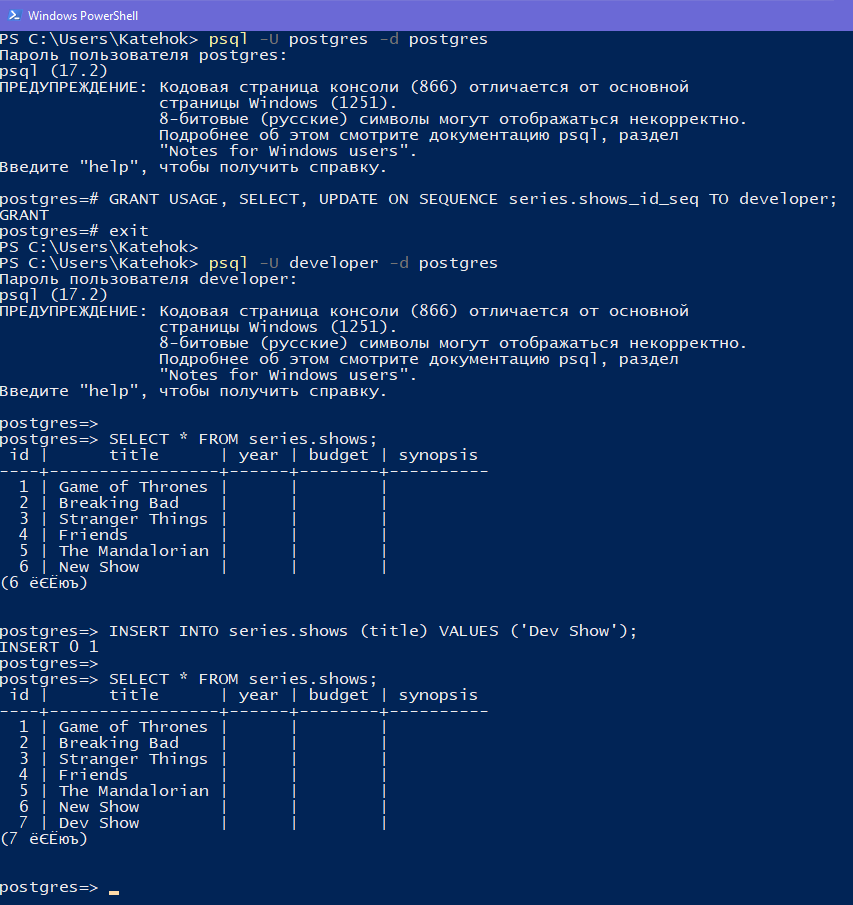 Windows PowerShell
PS C:\Users\Katehok> psql -U postgres -d postgres
Пароль пользователя postgres:
psql (17.2)
ПРЕДУПРЕЖДЕНИЕ: Кодовая страница консоли (866) отличается от основной
                страницы Windows (1251).
                8-битовые (русские) символы могут отображаться некорректно.
                Подробнее об этом смотрите документацию psql, раздел
                "Notes for Windows users".
Введите "help", чтобы получить справку.

postgres=# GRANT USAGE, SELECT, UPDATE ON SEQUENCE series.shows_id_seq TO developer;
GRANT
postgres=# exit
PS C:\Users\Katehok>
PS C:\Users\Katehok> psql -U developer -d postgres
Пароль пользователя developer:
psql (17.2)
ПРЕДУПРЕЖДЕНИЕ: Кодовая страница консоли (866) отличается от основной
                страницы Windows (1251).
                8-битовые (русские) символы могут отображаться некорректно.
                Подробнее об этом смотрите документацию psql, раздел
                "Notes for Windows users".
Введите "help", чтобы получить справку.

postgres=>
postgres=> SELECT * FROM series.shows;
 id |      title      | year | budget | synopsis
----+-----------------+------+--------+----------
  1 | Game of Thrones |      |        |
  2 | Breaking Bad    |      |        |
  3 | Stranger Things |      |        |
  4 | Friends         |      |        |
  5 | The Mandalorian |      |        |
  6 | New Show        |      |        |
(6 ёЄЁюъ)


postgres=> INSERT INTO series.shows (title) VALUES ('Dev Show');
INSERT 0 1
postgres=>
postgres=> SELECT * FROM series.shows;
 id |      title      | year | budget | synopsis
----+-----------------+------+--------+----------
  1 | Game of Thrones |      |        |
  2 | Breaking Bad    |      |        |
  3 | Stranger Things |      |        |
  4 | Friends         |      |        |
  5 | The Mandalorian |      |        |
  6 | New Show        |      |        |
  7 | Dev Show        |      |        |
(7 ёЄЁюъ)


postgres=>